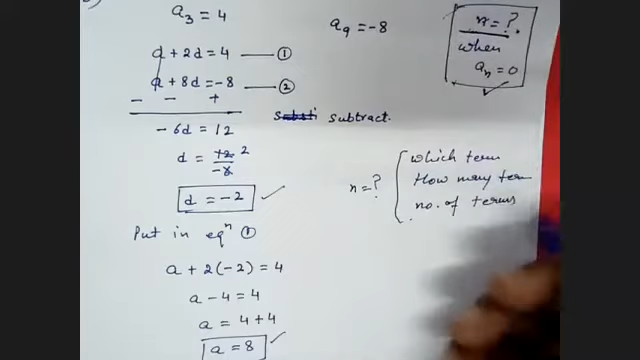 a₃ = 4
a₉ = -8
n = ?
when
aₙ = 0
a + 2d = 4 —— ①
a + 8d = -8 —— ②
- - +
subtract.
-6d = 12
d = 12 2 / -6
d = -2
Put in eqⁿ ①
a + 2(-2) = 4
a - 4 = 4
a = 4 + 4
a = 8
n = ?
which term
How many term
no. of terms